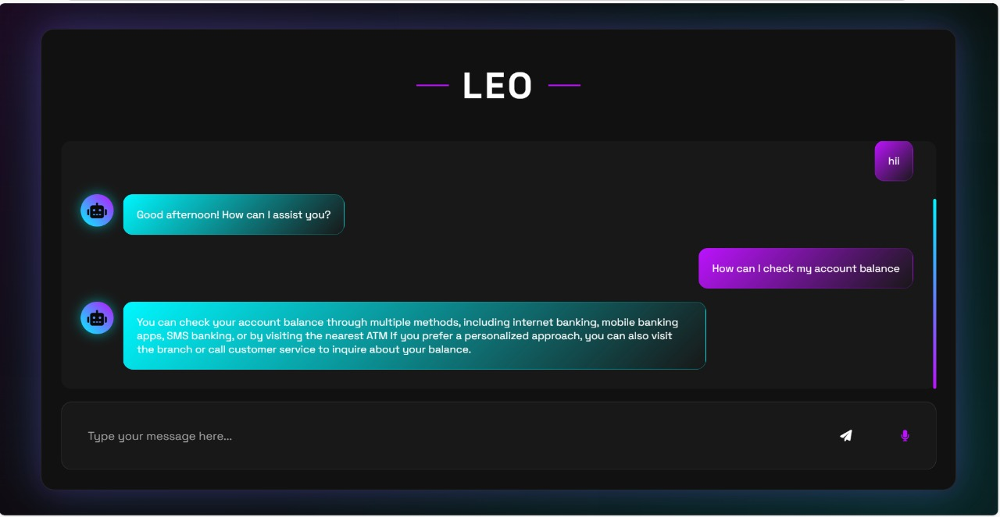 LEO
hii
Good afternoon! How can I assist you?
How can I check my account balance
You can check your account balance through multiple methods, including internet banking, mobile banking
apps, SMS banking, or by visiting the nearest ATM If you prefer a personalized approach, you can also visit
the branch or call customer service to inquire about your balance.
Type your message here...